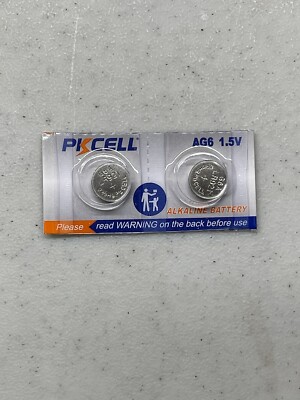 PKCELL
AG6 1.5V
ALKALINE BATTERY
Please read WARNING on the back before use